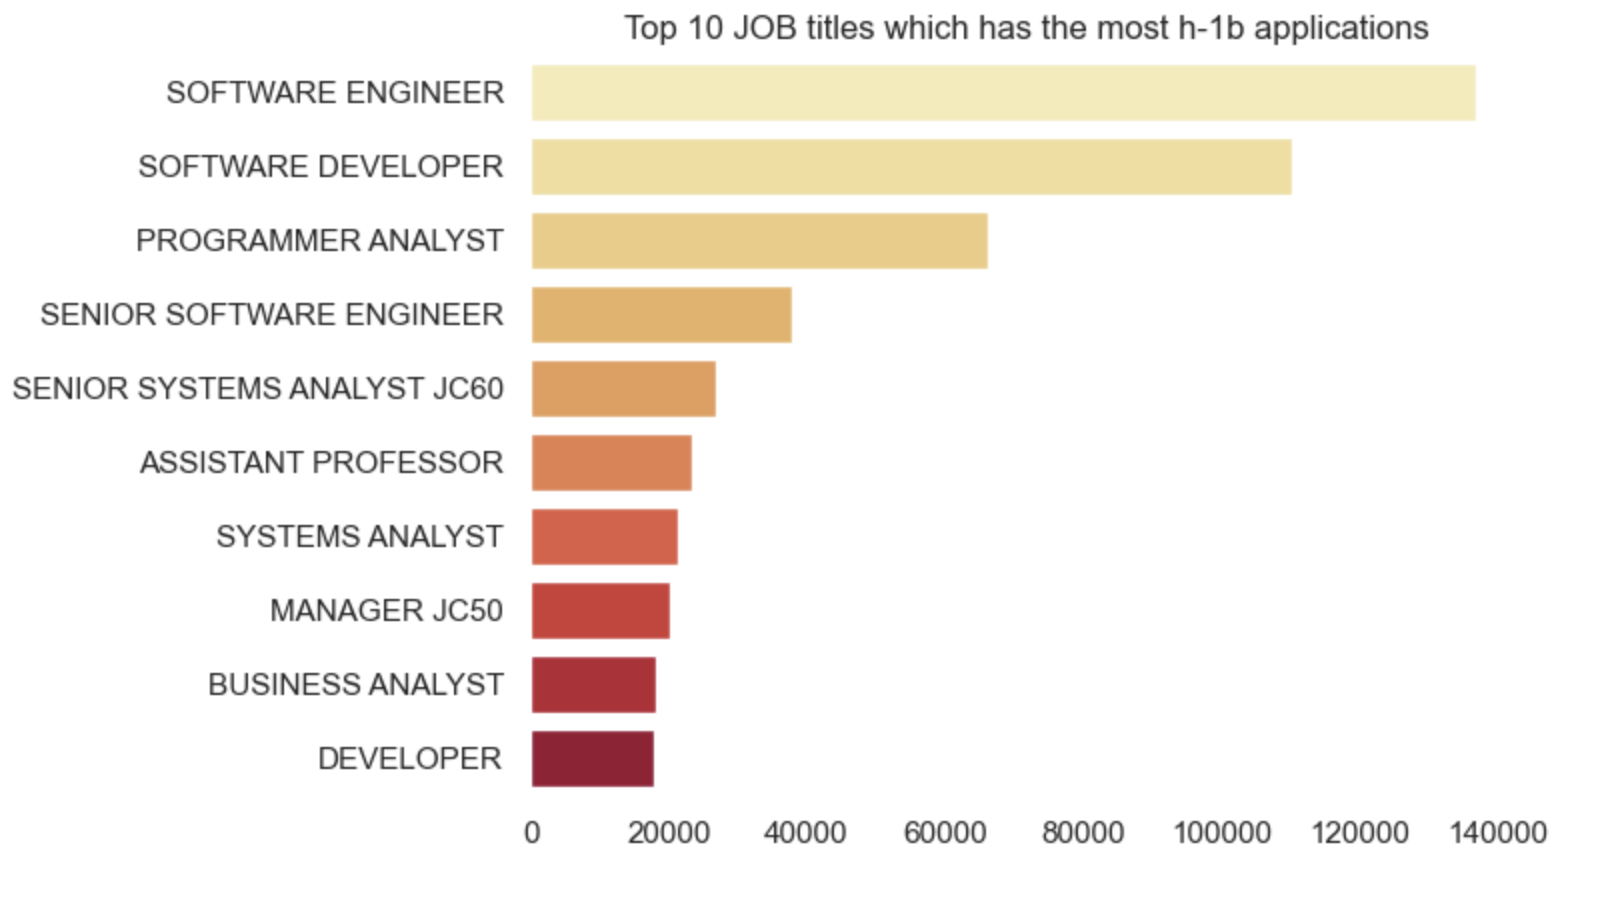 Top 10 JOB titles which has the most h-1b applications
SOFTWARE ENGINEER
SOFTWARE DEVELOPER
PROGRAMMER ANALYST
SENIOR SOFTWARE ENGINEER
SENIOR SYSTEMS ANALYST JC60
ASSISTANT PROFESSOR
SYSTEMS ANALYST
MANAGER JC50
BUSINESS ANALYST
DEVELOPER
0 20000 40000 60000 80000 100000 120000 140000